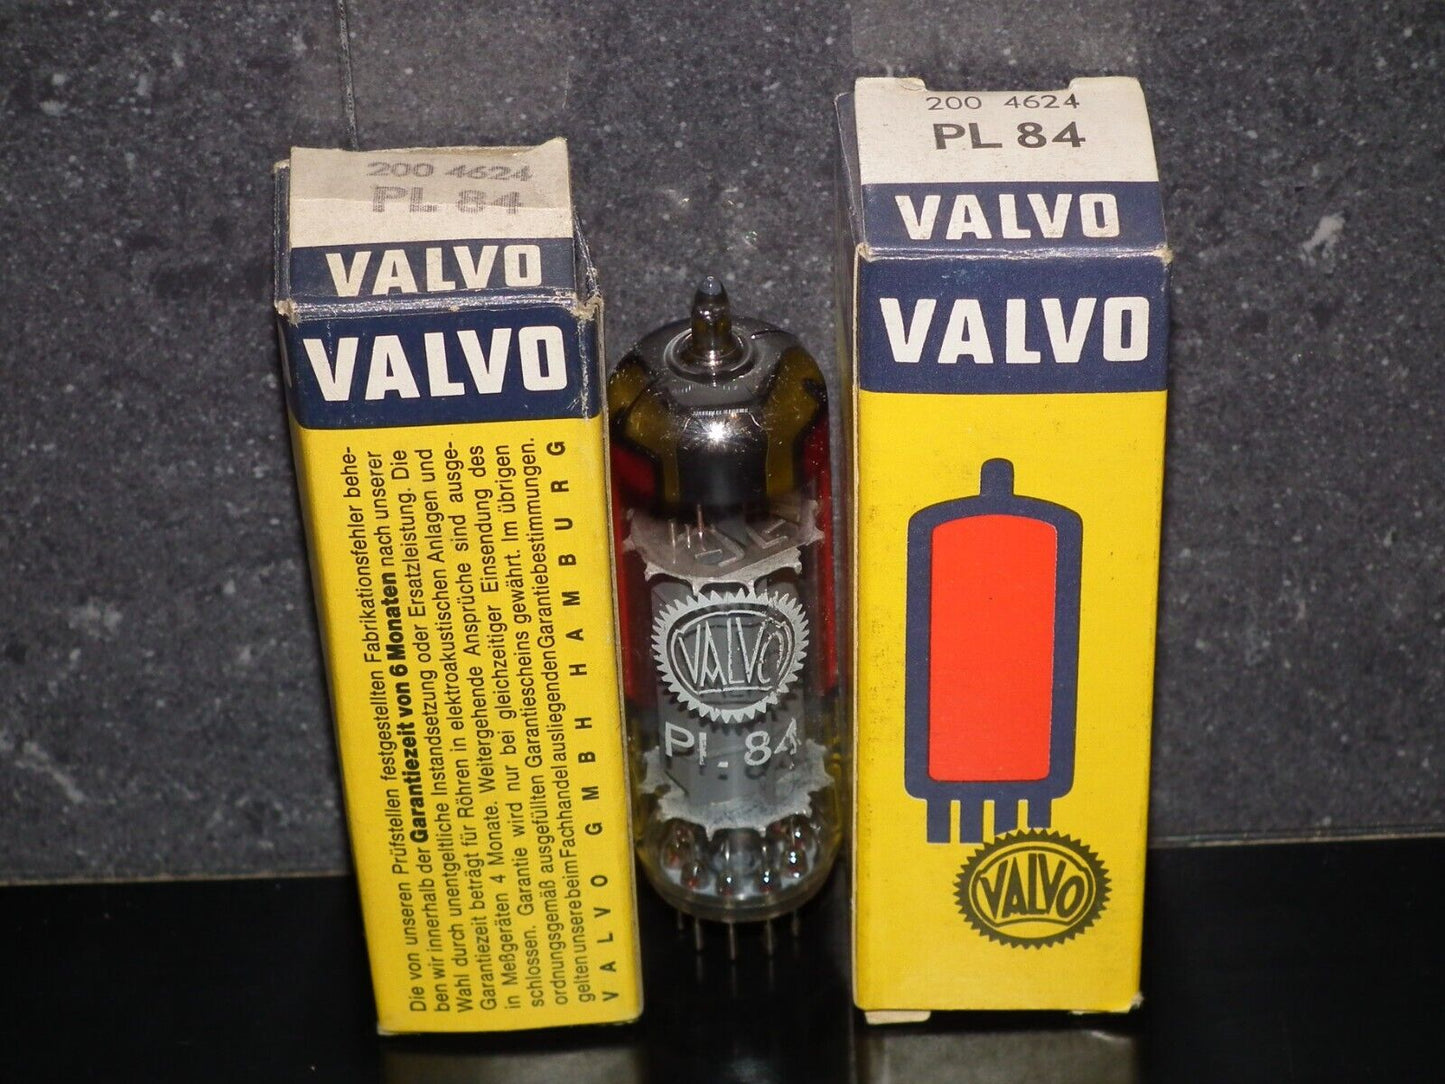 200 4624
PL 84
VALVO
VALVO
Die von unseren Prüfstellen festgestellten Fabrikationsfehler behe-
ben wir innerhalb der Garantiezeit von 6 Monaten nach unserer
Wahl durch unentgeltliche Instandsetzung oder Ersatzleistung. Die
Garantiezeit beträgt für Röhren in elektroakustischen Anlagen und
in Meßgeräten 4 Monate. Weitergehende Ansprüche sind ausge-
schlossen. Garantie wird nur bei gleichzeitiger Einsendung des
ordnungsgemäß ausgefüllten Garantiescheins gewährt. Im übrigen
gelten unsere beim Fachhandel ausliegenden Garantiebestimmungen.
VALVO GMBH HAMBURG
VALVO
PL 84
200 4624
PL 84
VALVO
VALVO
VALVO